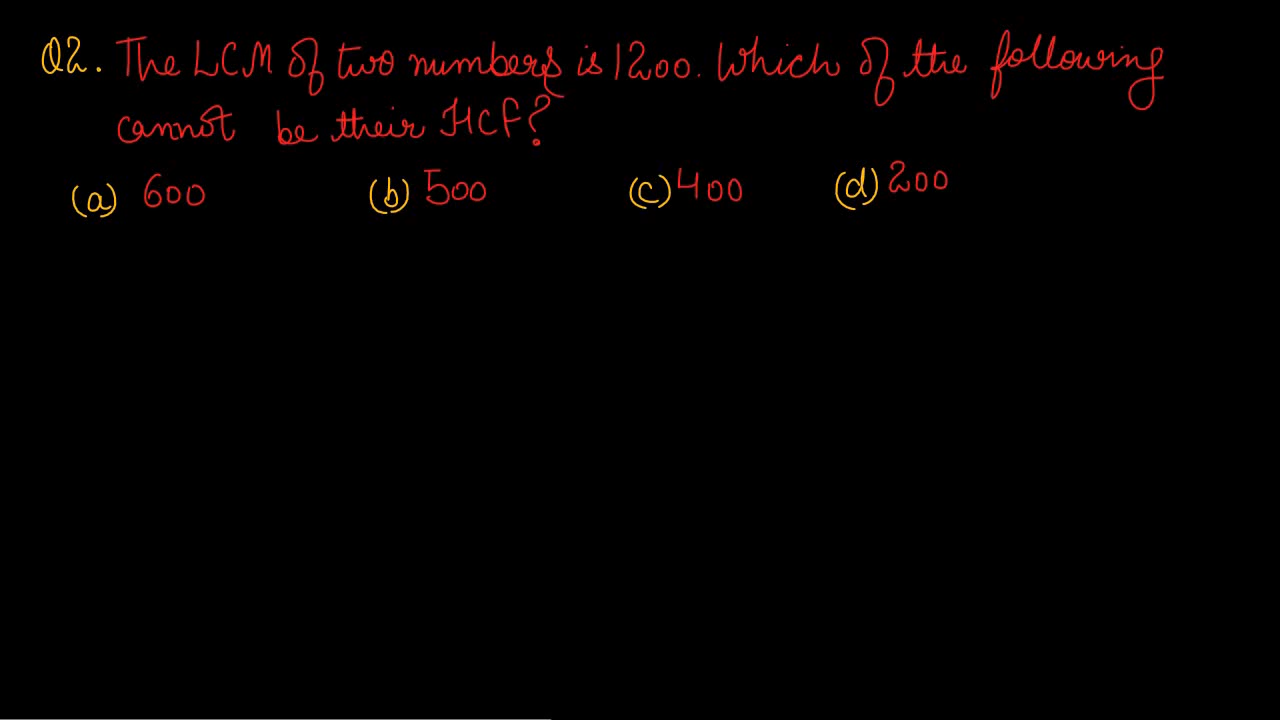 Q2. The LCM of two numbers is 1200. Which of the following
cannot be their HCF?
(a) 600 (b) 500 (c) 400 (d) 200